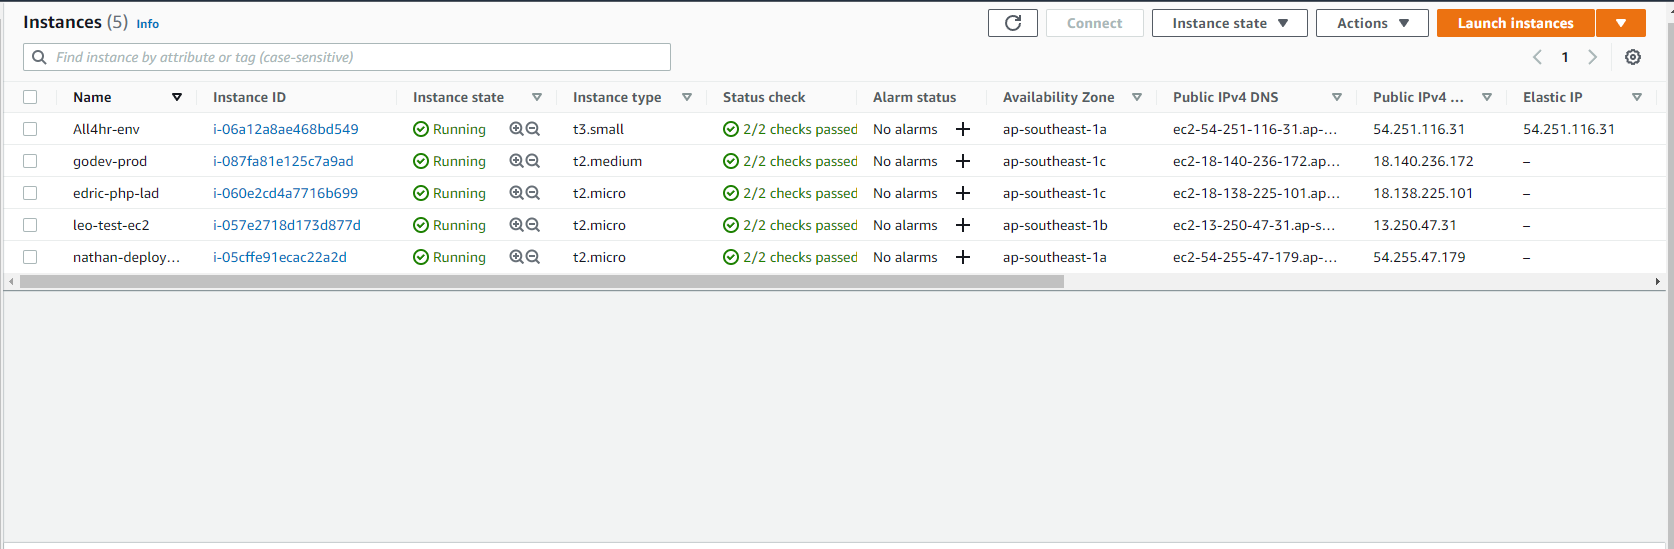 Instances (5) Info Connect Instance state Actions Launch instances
Find instance by attribute or tag (case-sensitive) 1
Name Instance ID Instance state Instance type Status check Alarm status Availability Zone Public IPv4 DNS Public IPv4 ... Elastic IP
All4hr-env i-06a12a8ae468bd549 Running t3.small 2/2 checks passed No alarms + ap-southeast-1a ec2-54-251-116-31.ap-... 54.251.116.31 54.251.116.31
godev-prod i-087fa81e125c7a9ad Running t2.medium 2/2 checks passed No alarms + ap-southeast-1c ec2-18-140-236-172.ap... 18.140.236.172 –
edric-php-lad i-060e2cd4a7716b699 Running t2.micro 2/2 checks passed No alarms + ap-southeast-1c ec2-18-138-225-101.ap... 18.138.225.101 –
leo-test-ec2 i-057e2718d173d877d Running t2.micro 2/2 checks passed No alarms + ap-southeast-1b ec2-13-250-47-31.ap-s... 13.250.47.31 –
nathan-deploy... i-05cffe91ecac22a2d Running t2.micro 2/2 checks passed No alarms + ap-southeast-1a ec2-54-255-47-179.ap-... 54.255.47.179 –